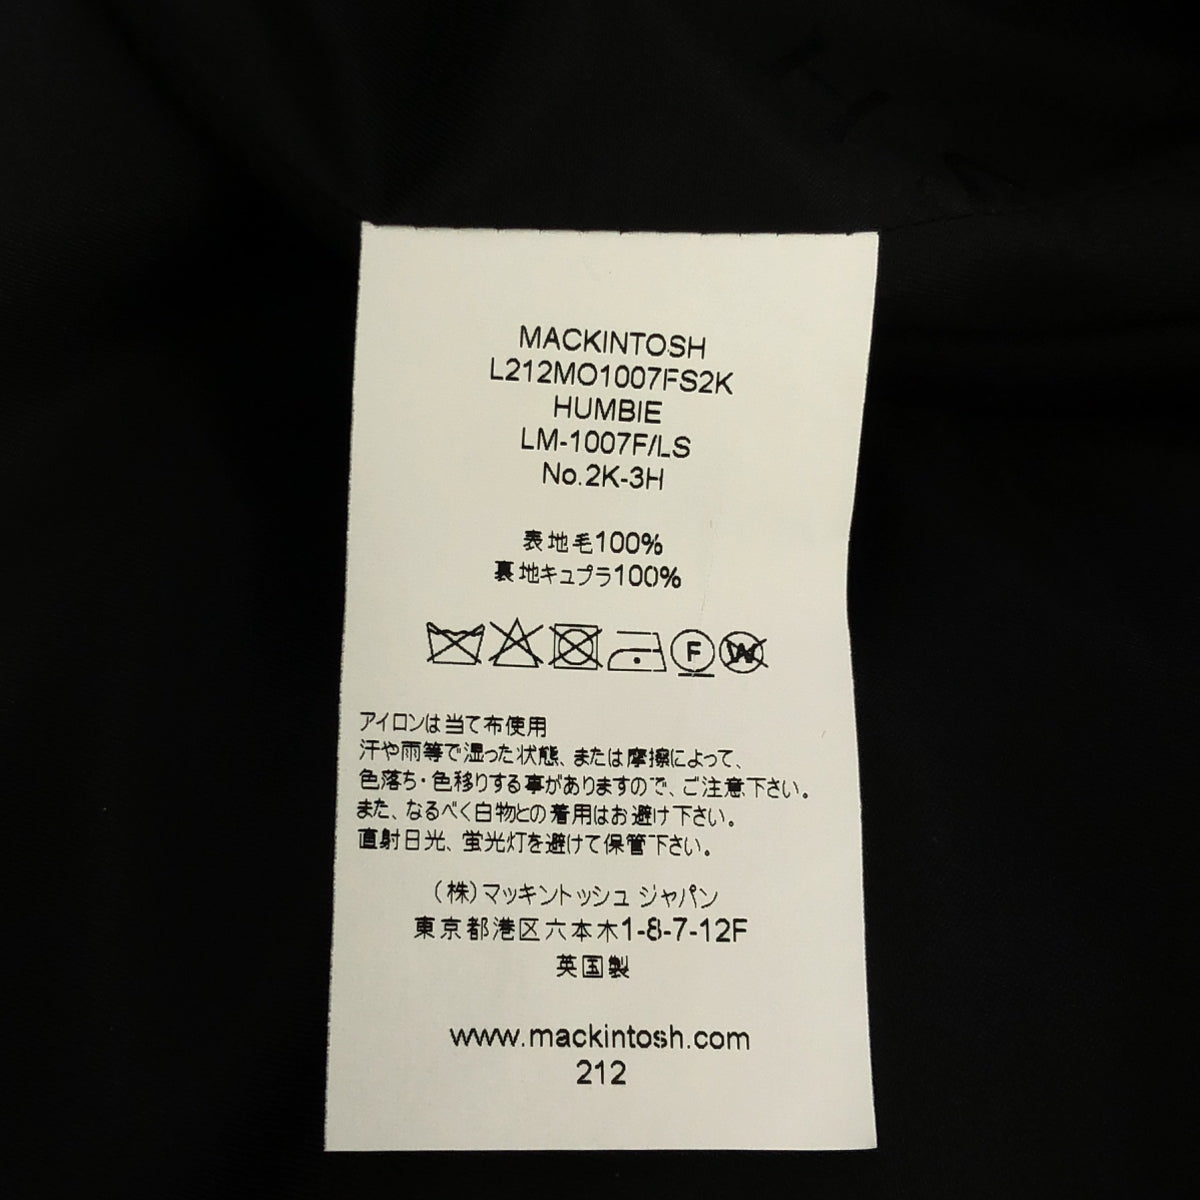 MACKINTOSH
L212MO1007FS2K
HUMBIE
LM-1007F/LS
No.2K-3H
表地毛100%
裏地キュプラ100%
F W
アイロンは当て布使用
汗や雨等で湿った状態、または摩擦によって、
色落ち・色移りする事がありますので、ご注意下さい。
また、なるべく白物との着用はお避け下さい。
直射日光、蛍光灯を避けて保管下さい。
(株)マッキントッシュ ジャパン
東京都港区六本木1-8-7-12F
英国製
www.mackintosh.com
212